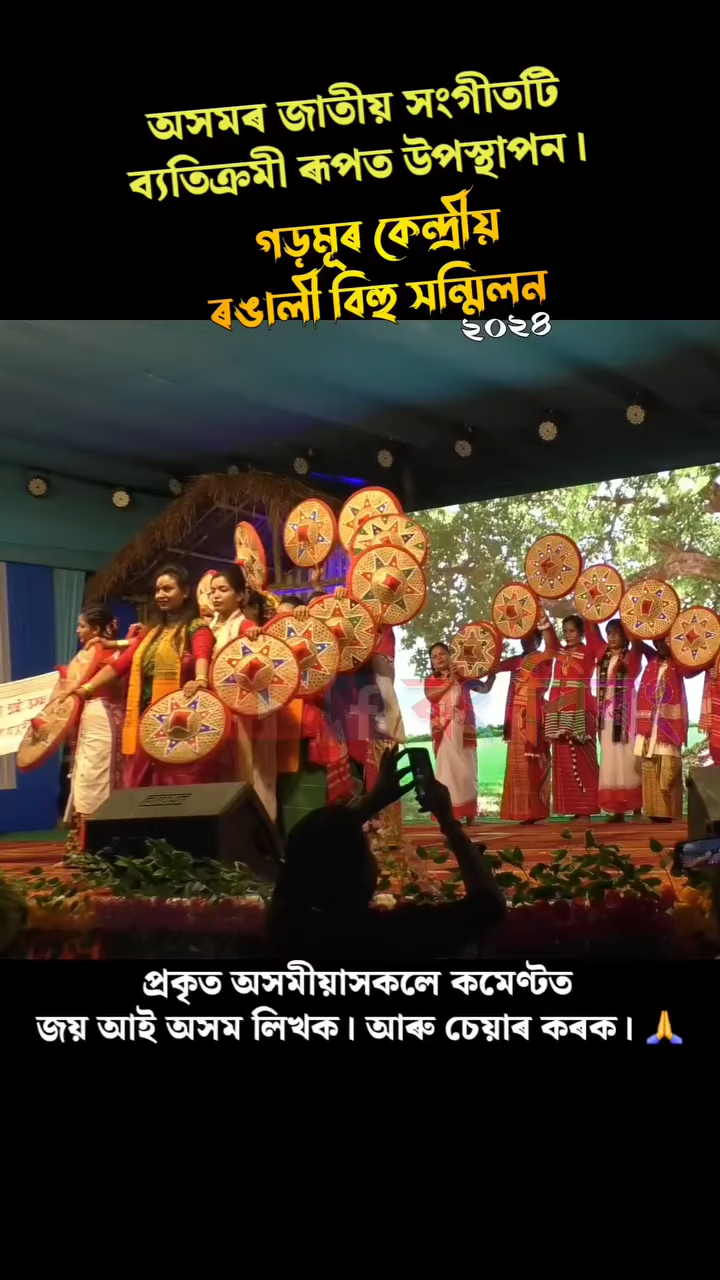 অসমৰ জাতীয় সংগীতটি
ব্যতিক্ৰমী ৰূপত উপস্থাপন।
গড়মূৰ কেন্দ্ৰীয়
ৰঙালী বিহু সন্মিলন
২০২৪
প্ৰকৃত অসমীয়াসকলে কমেণ্টত
জয় আই অসম লিখক। আৰু চেয়াৰ কৰক। 🙏